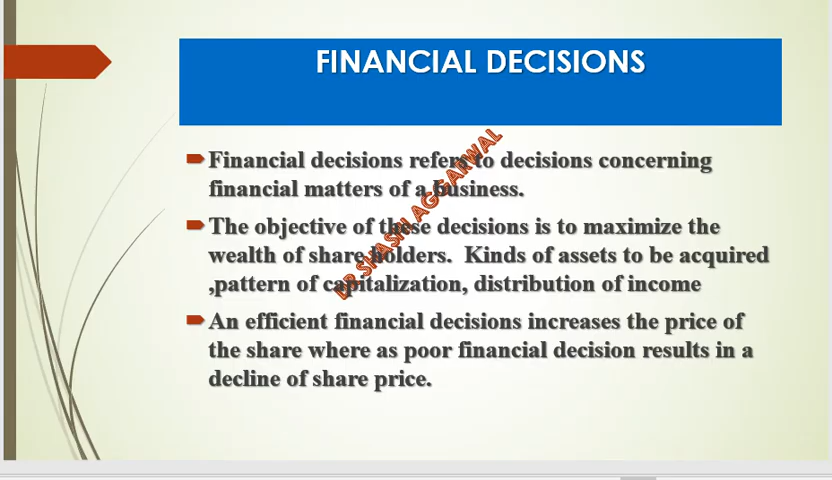 FINANCIAL DECISIONS
Financial decisions refers to decisions concerning
financial matters of a business.
The objective of these decisions is to maximize the
wealth of share holders. Kinds of assets to be acquired
,pattern of capitalization, distribution of income
An efficient financial decisions increases the price of
the share where as poor financial decision results in a
decline of share price.
DR.SHASHI AGGARWAL